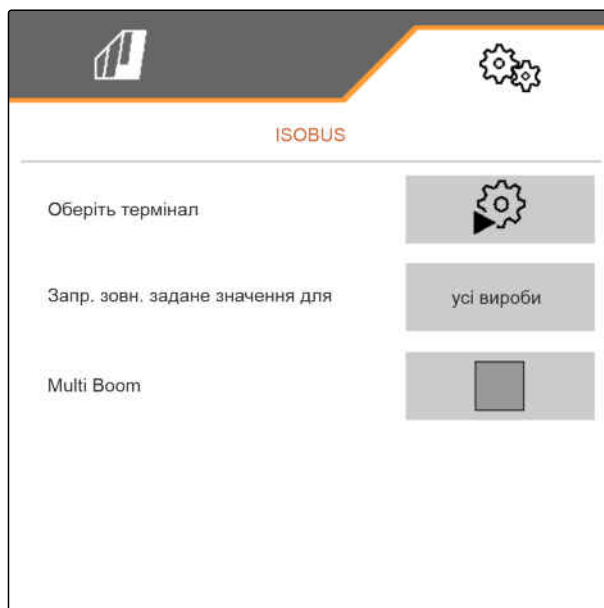 ISOBUS
Оберіть термінал
Запр. зовн. задане значення для
усі вироби
Multi Boom